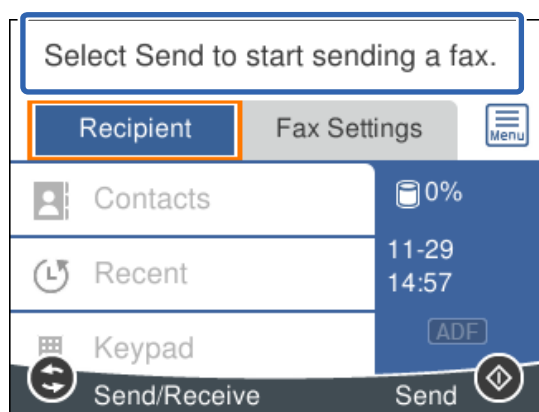 Select Send to start sending a fax.
Recipient
Fax Settings
Menu
Contacts
0%
Recent
11-29
14:57
Keypad
ADF
Send/Receive
Send